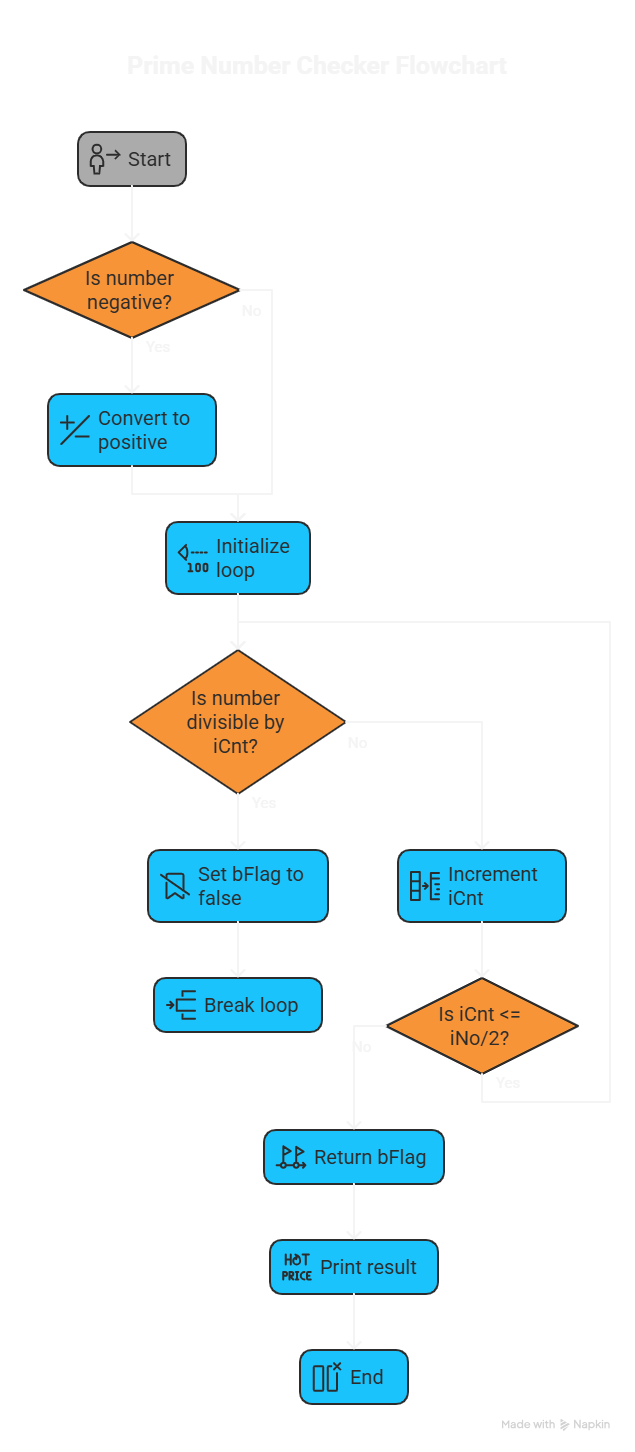 Prime Number Checker Flowchart
Start
Is number
negative?
No
Yes
Convert to
positive
Initialize
loop
100
Is number
divisible by
iCnt?
No
Yes
Set bFlag to
false
Increment
iCnt
Break loop
Is iCnt <=
iNo/2?
No
Yes
Return bFlag
HOT
PRICE
Print result
End
Made with Napkin